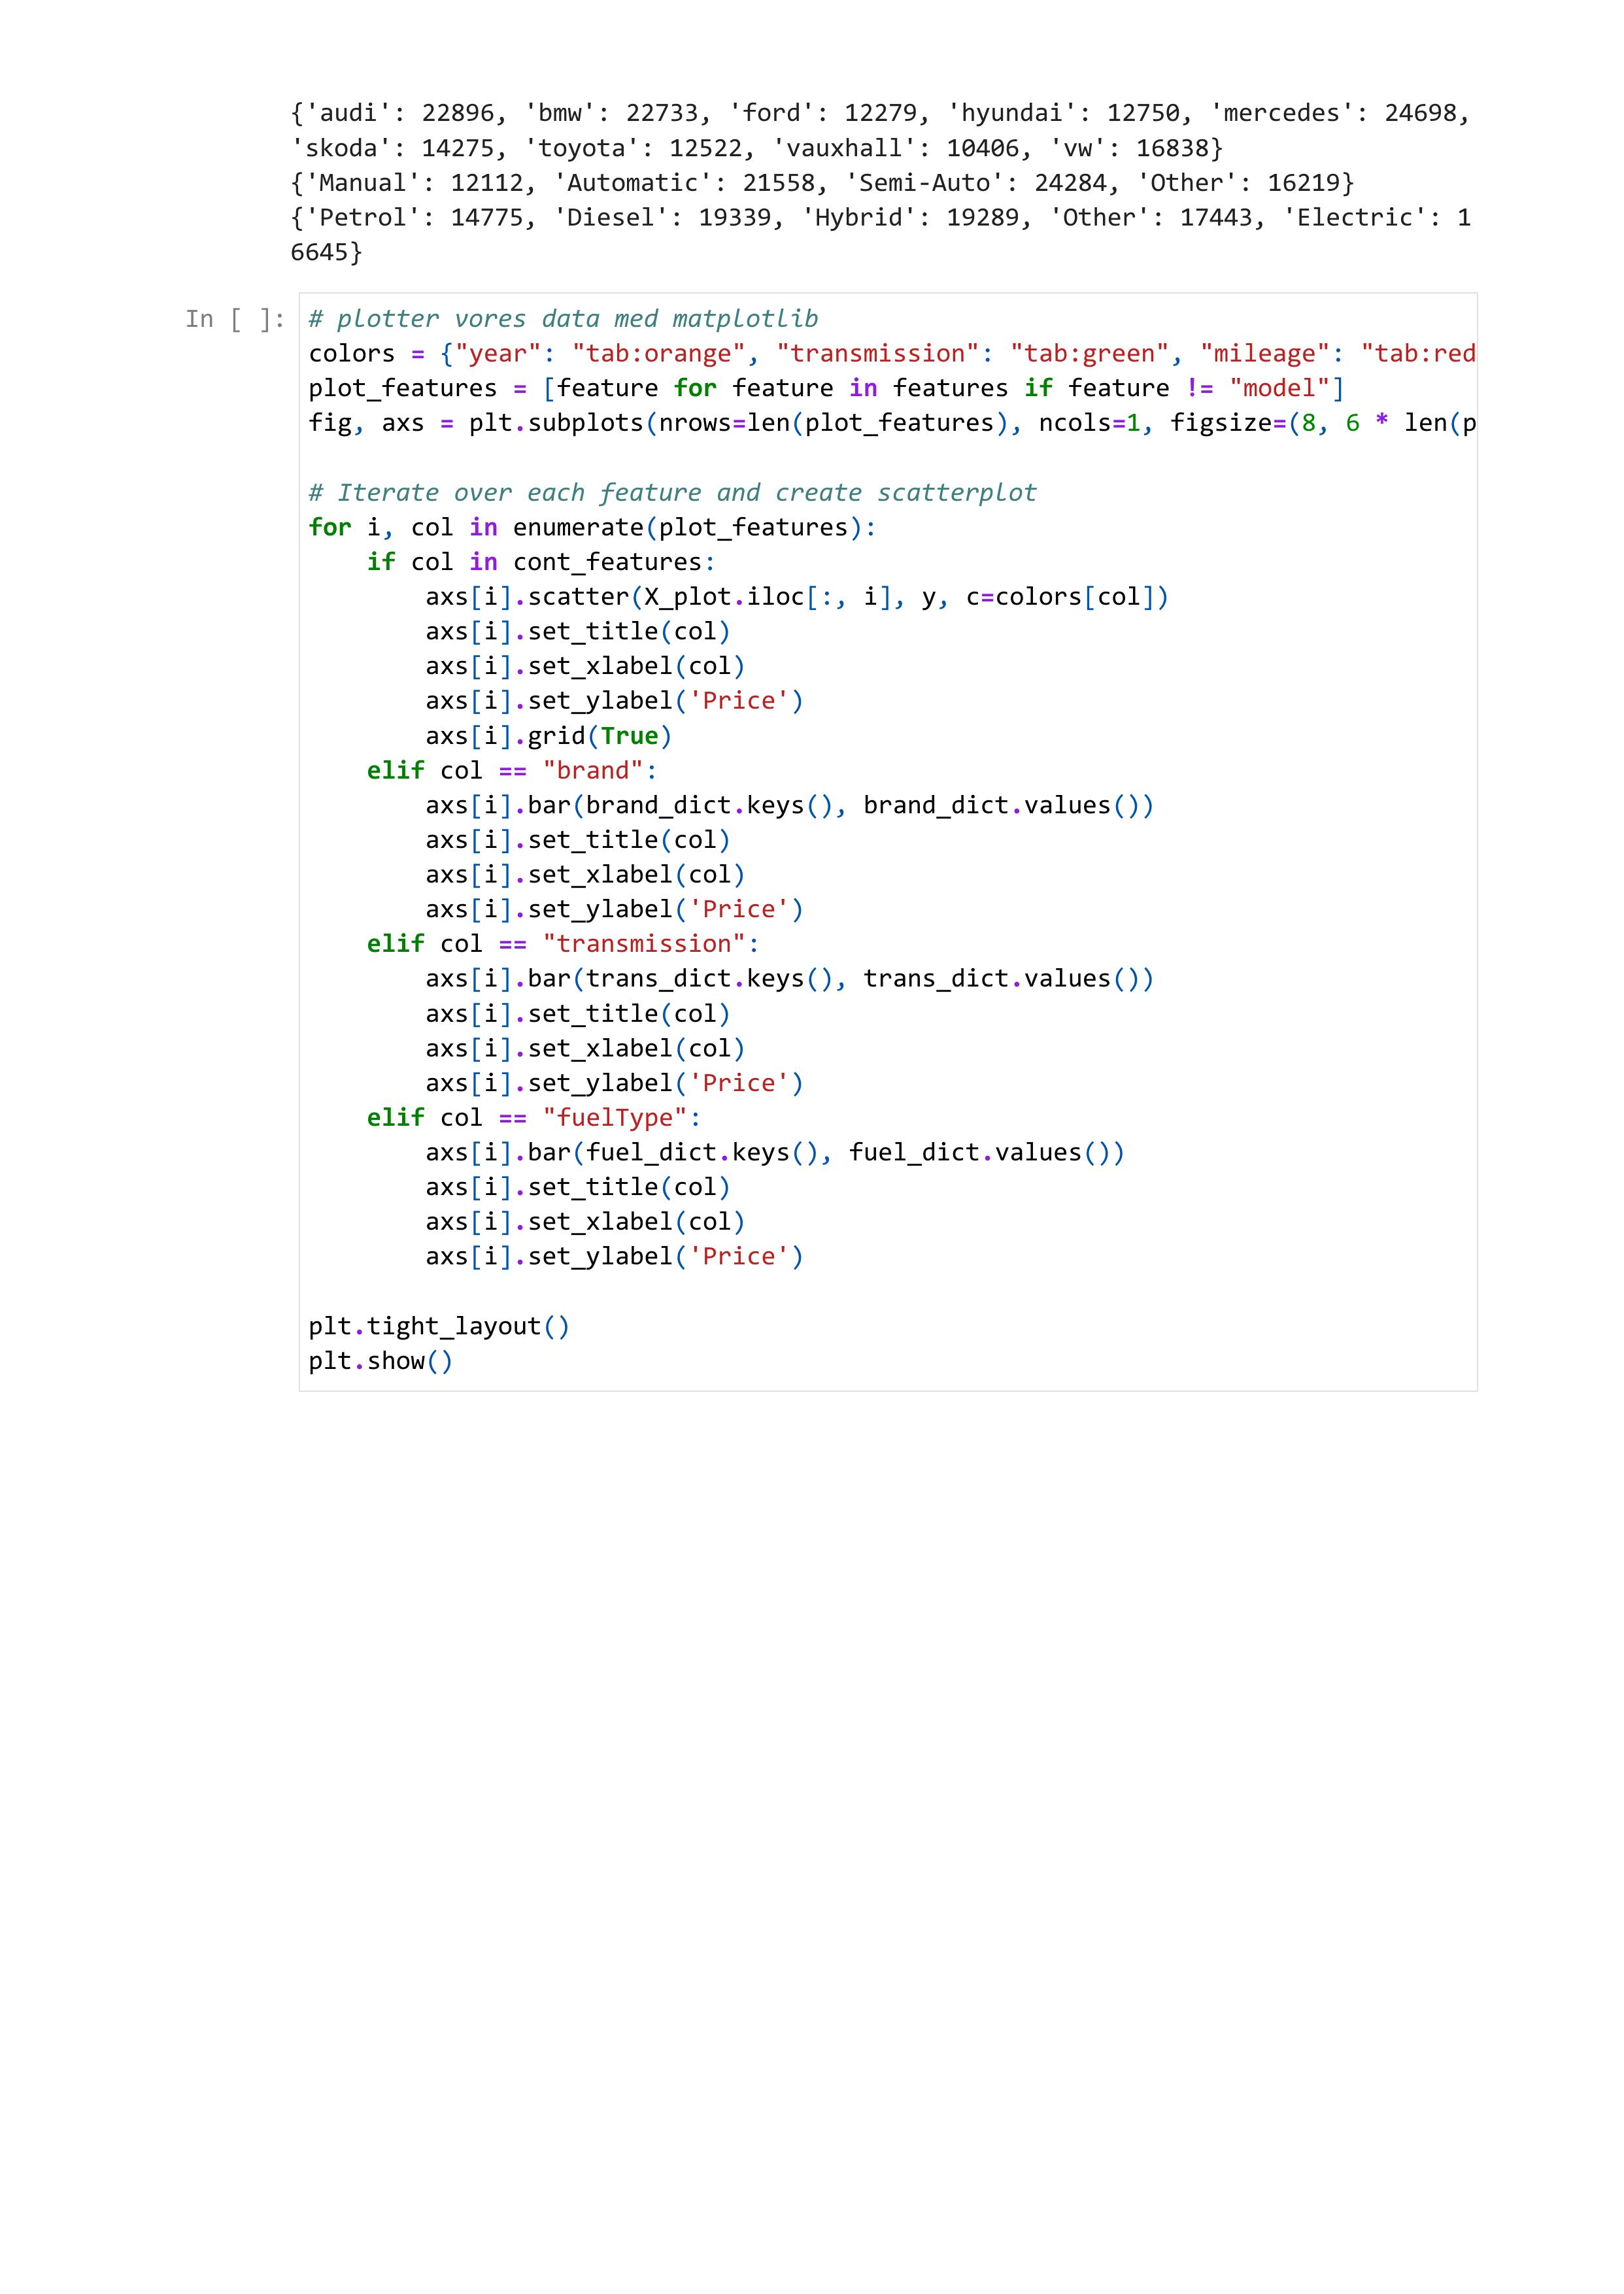 {'audi': 22896, 'bmw': 22733, 'ford': 12279, 'hyundai': 12750, 'mercedes': 24698,
'skoda': 14275, 'toyota': 12522, 'vauxhall': 10406, 'vw': 16838}
{'Manual': 12112, 'Automatic': 21558, 'Semi-Auto': 24284, 'Other': 16219}
{'Petrol': 14775, 'Diesel': 19339, 'Hybrid': 19289, 'Other': 17443, 'Electric': 1
6645}
In [ ]: # plotter vores data med matplotlib
colors = {"year": "tab:orange", "transmission": "tab:green", "mileage": "tab:red
plot_features = [feature for feature in features if feature != "model"]
fig, axs = plt.subplots(nrows=len(plot_features), ncols=1, figsize=(8, 6 * len(p

# Iterate over each feature and create scatterplot
for i, col in enumerate(plot_features):
    if col in cont_features:
        axs[i].scatter(X_plot.iloc[:, i], y, c=colors[col])
        axs[i].set_title(col)
        axs[i].set_xlabel(col)
        axs[i].set_ylabel('Price')
        axs[i].grid(True)
    elif col == "brand":
        axs[i].bar(brand_dict.keys(), brand_dict.values())
        axs[i].set_title(col)
        axs[i].set_xlabel(col)
        axs[i].set_ylabel('Price')
    elif col == "transmission":
        axs[i].bar(trans_dict.keys(), trans_dict.values())
        axs[i].set_title(col)
        axs[i].set_xlabel(col)
        axs[i].set_ylabel('Price')
    elif col == "fuelType":
        axs[i].bar(fuel_dict.keys(), fuel_dict.values())
        axs[i].set_title(col)
        axs[i].set_xlabel(col)
        axs[i].set_ylabel('Price')

plt.tight_layout()
plt.show()